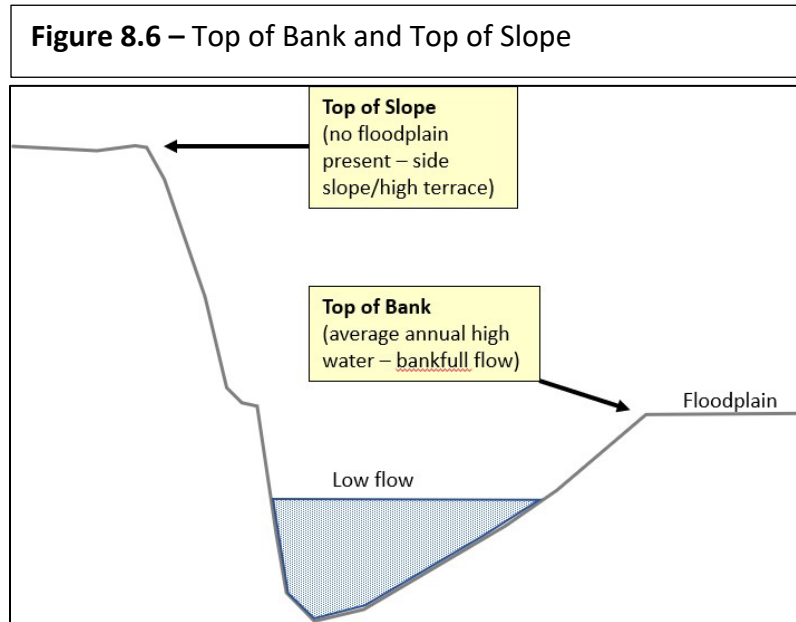 Figure 8.6 – Top of Bank and Top of Slope
Top of Slope
(no floodplain
present – side
slope/high terrace)
Top of Bank
(average annual high
water – bankfull flow)
Floodplain
Low flow